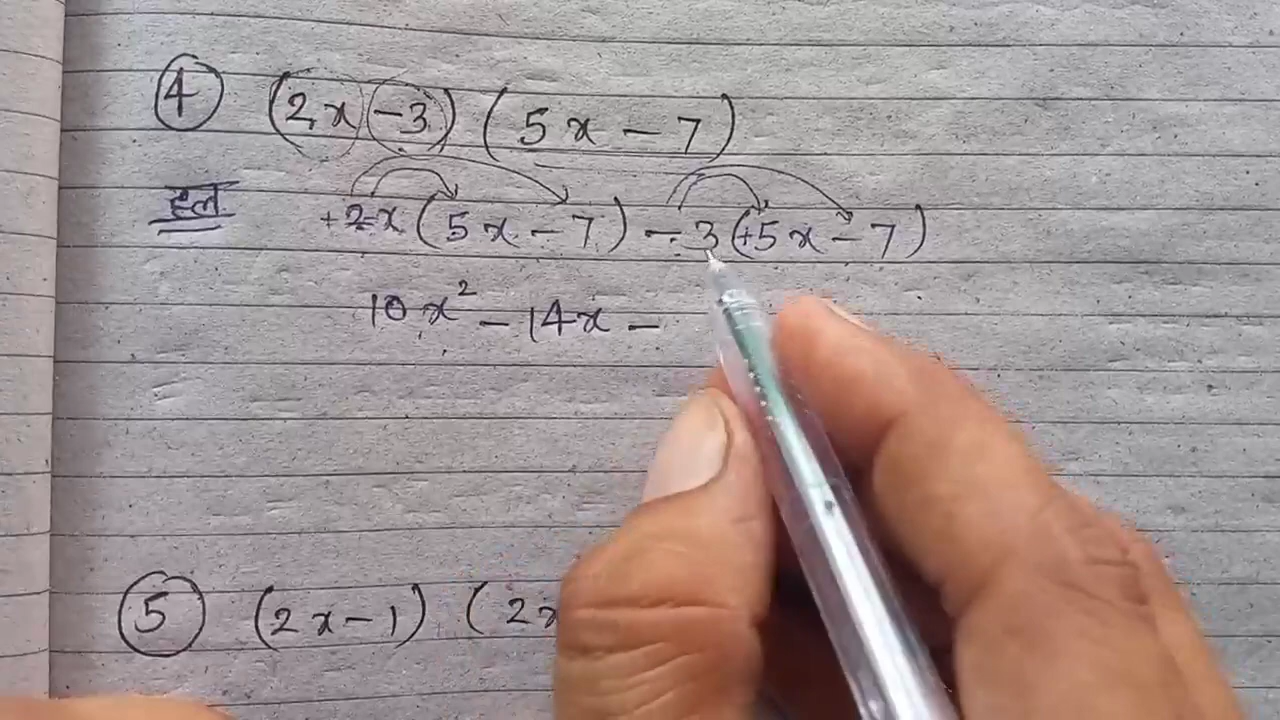 ④ (2x -3) (5x - 7)
हल +2x (5x - 7) - 3(+5x - 7)
10x² - 14x -
⑤ (2x - 1) (2x